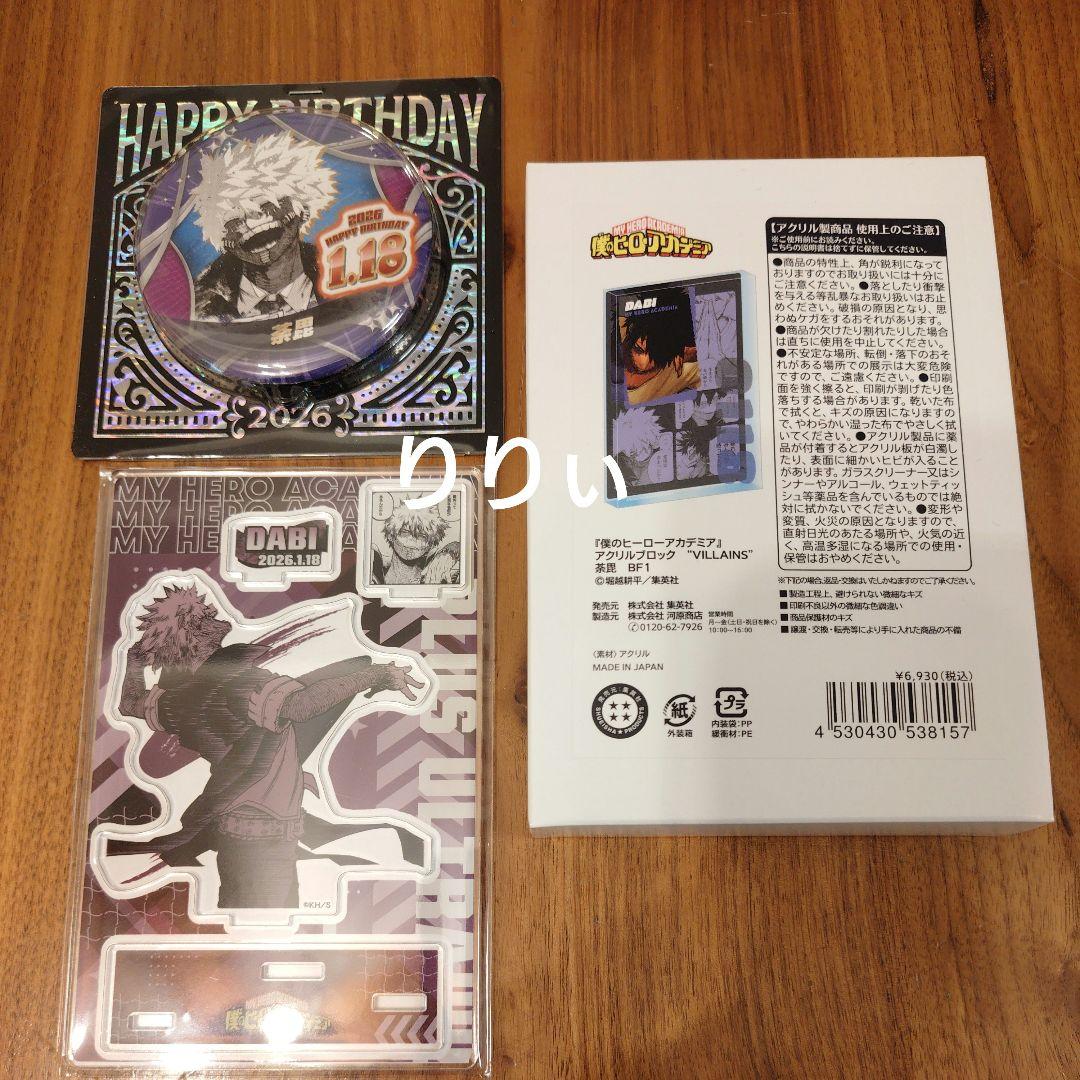 HAPPY BIRTHDAY
2026
HAPPY BIRTHDAY
1.18
荼毘
2026
りりぃ
MY HERO ACADEMIA
MY HERO ACA
MY HERO ACA
DABI
2026.1.18
PLUS ULTRA!!
©KH/S
僕のヒーローアカデミア
MY HERO ACADEMIA
僕のヒーローアカデミア
DABI
MY HERO ACADEMIA
『僕のヒーローアカデミア』
アクリルブロック “VILLAINS”
荼毘 BF1
©堀越耕平/集英社
発売元 株式会社 集英社
製造元 株式会社 河原商店
0120-62-7926
営業時間
月〜金(土日・祝日を除く)
10:00〜16:00
〈素材〉アクリル
MADE IN JAPAN
発売元:集英社
SHUEISHA PRODUCTS
紙
外装箱
プラ
内装袋:PP
緩衝材:PE
【アクリル製商品 使用上のご注意】
※ご使用前にお読みください。
こちらの説明書は捨てずに保管してください。
●商品の特性上、角が鋭利になって
おりますのでお取り扱いには十分に
ご注意ください。●落としたり衝撃
を与える等乱暴なお取り扱いはお止
めください。破損の原因となり、思
わぬケガをするおそれがあります。
●商品が欠けたり割れたりした場合
は直ちに使用を中止してください。
●不安定な場所、転倒・落下のおそ
れがある場所での展示は大変危険
ですので、ご遠慮ください。●印刷
面を強く擦ると、印刷が剥げたり色
落ちする場合があります。乾いた布
で拭くと、キズの原因になりますの
で、やわらかい湿った布でやさしく拭
いてください。●アクリル製品に薬
品が付着するとアクリル板が白濁し
たり、表面に細かいヒビが入ること
があります。ガラスクリーナー又はシ
ンナーやアルコール、ウェットティッ
シュ等薬品を含んでいるものでは絶
対に拭かないでください。●変形や
変質、火災の原因となりますので、
直射日光のあたる場所や、火気の近
く、高温多湿になる場所での使用・
保管はおやめください。
※下記の場合、返品・交換はいたしかねますのでご了承ください。
■製造工程上、避けられない微細なキズ
■印刷不良以外の微細な色調違い
■商品保護材のキズ
■譲渡・交換・転売等により手に入れた商品の不備
¥6,930(税込)
4 530430 538157